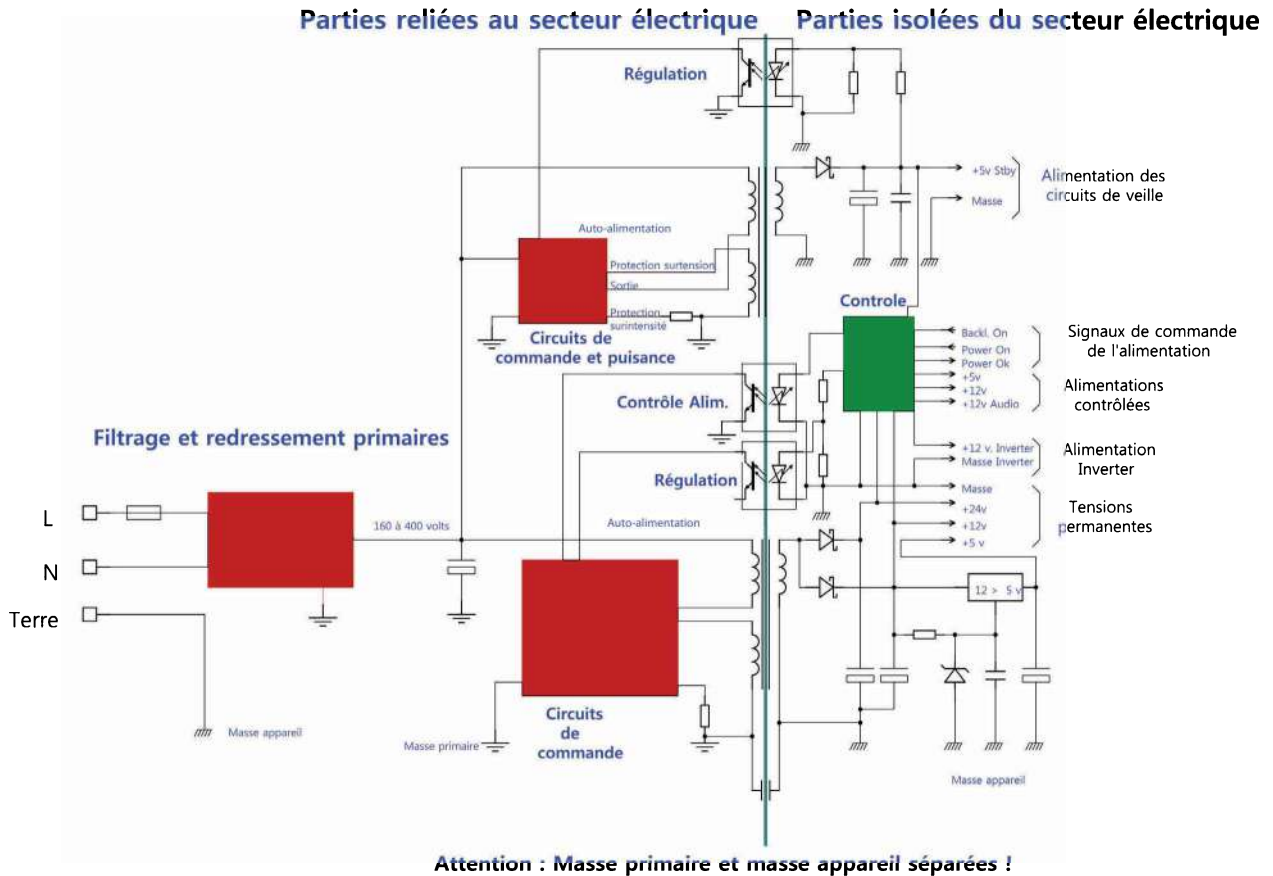 Parties reliées au secteur électrique
Parties isolées du secteur électrique
Régulation
+5v Stby
Masse
Alimentation des
circuits de veille
Auto-alimentation
Protection surtension
Sortie
Protection
surintensité
Circuits de
commande et puisance
Controle
Backl. On
Power On
Power Ok
Signaux de commande
de l'alimentation
+5v
+12v
+12v Audio
Alimentations
contrôlées
Contrôle Alim.
Filtrage et redressement primaires
+12 v. Inverter
Masse Inverter
Alimentation
Inverter
Régulation
Masse
+24v
+12v
+5 v
Tensions
permanentes
L
N
Terre
160 à 400 volts
Auto-alimentation
12 > 5 v
Circuits
de
commande
Masse appareil
Masse primaire
Masse appareil
Attention : Masse primaire et masse appareil séparées !